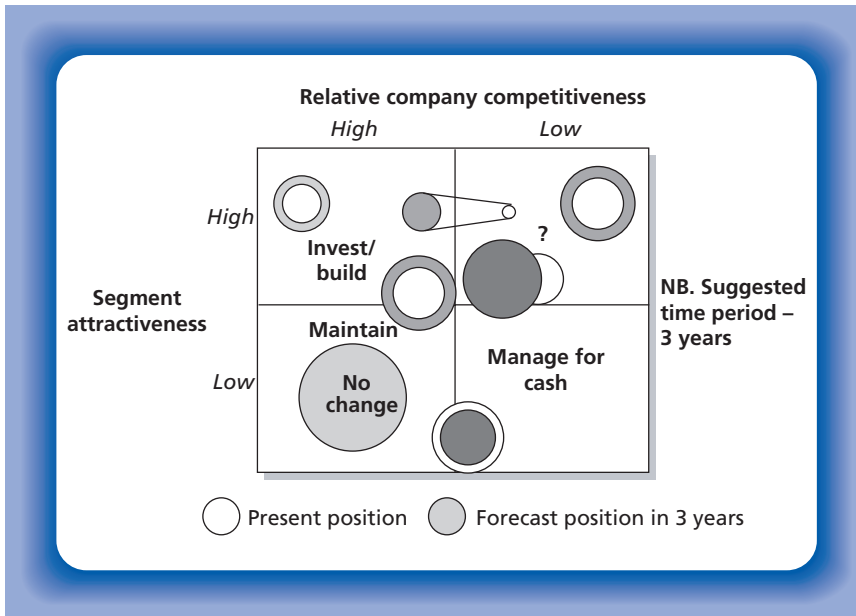 Relative company competitiveness
High
Low
High
?
Invest/
build
Segment
attractiveness
NB. Suggested
time period –
3 years
Maintain
Manage for
cash
Low
No
change
Present position
Forecast position in 3 years